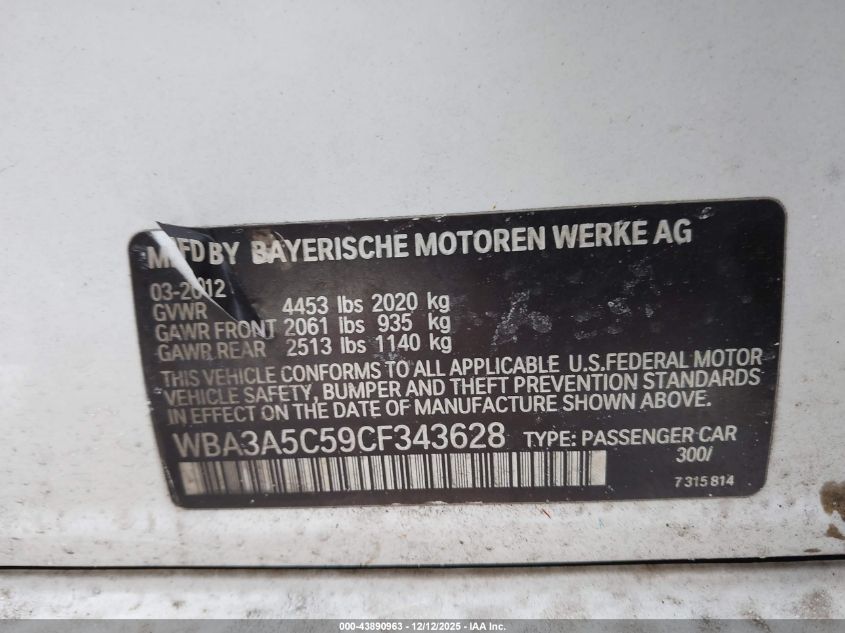 MFD BY BAYERISCHE MOTOREN WERKE AG
03-2012
GVWR 4453 lbs 2020 kg
GAWR FRONT 2061 lbs 935 kg
GAWR REAR 2513 lbs 1140 kg
THIS VEHICLE CONFORMS TO ALL APPLICABLE U.S.FEDERAL MOTOR
VEHICLE SAFETY, BUMPER AND THEFT PREVENTION STANDARDS
IN EFFECT ON THE DATE OF MANUFACTURE SHOWN ABOVE.
WBA3A5C59CF343628 TYPE: PASSENGER CAR
300/
7 315 814
000-43890963 - 12/12/2025 - IAA Inc.